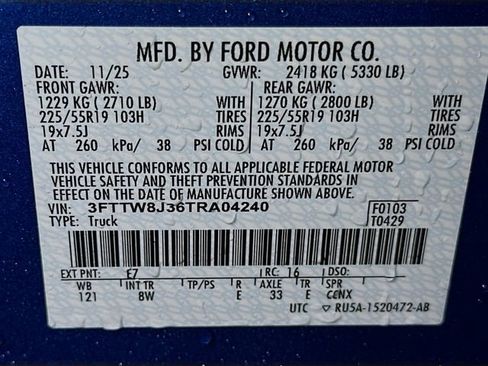 MFD. BY FORD MOTOR CO.
DATE: 11/25 GVWR: 2418 KG ( 5330 LB)
FRONT GAWR: REAR GAWR:
1229 KG ( 2710 LB) WITH 1270 KG ( 2800 LB) WITH
225/55R19 103H TIRES 225/55R19 103H TIRES
19x7.5J RIMS 19x7.5J RIMS
AT 260 kPa/ 38 PSI COLD AT 260 kPa/ 38 PSI COLD
THIS VEHICLE CONFORMS TO ALL APPLICABLE FEDERAL MOTOR
VEHICLE SAFETY AND THEFT PREVENTION STANDARDS IN
EFFECT ON THE DATE OF MANUFACTURE SHOWN ABOVE.
VIN: 3FTTW8J36TRA04240 F0103
TYPE: Truck T0429
EXT PNT: E7 RC: 16 DSO:
WB INT TR TP/PS R AXLE TR SPR
121 8W E 33 E CCNX
UTC ▽ RU5A-1520472-AB